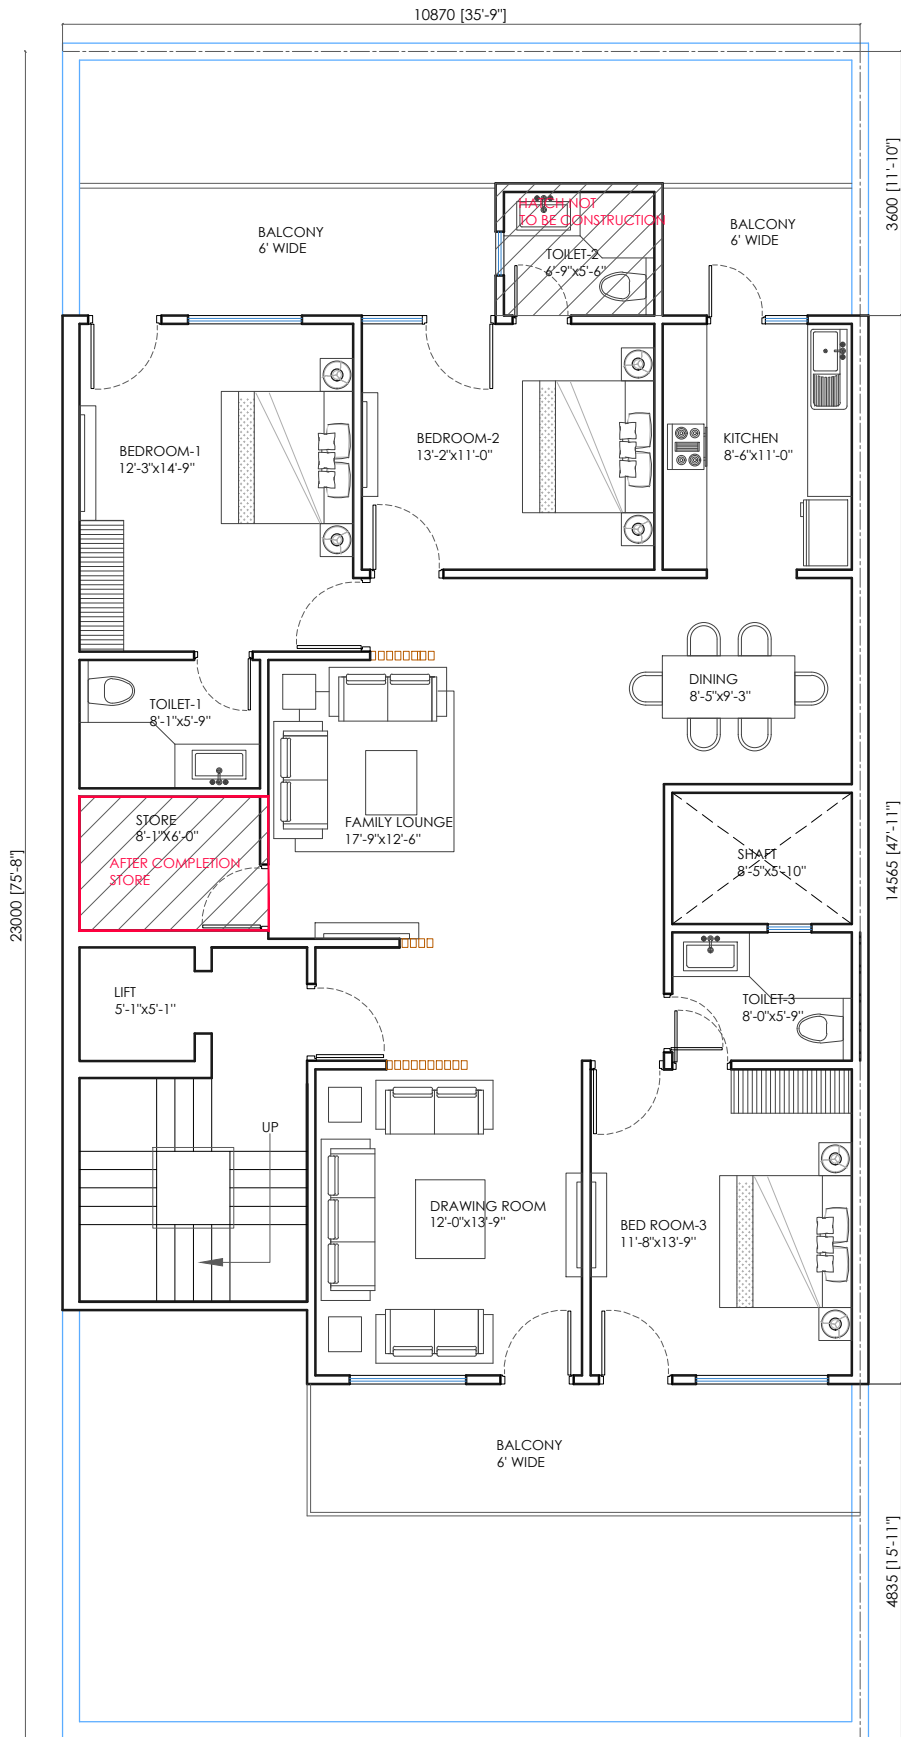 10870 [35'-9"]
3600 [11'-10"]
HATCH NOT
TO BE CONSTRUCTION
BALCONY
6' WIDE
BALCONY
6' WIDE
TOILET-2
6'-9"x5'-6"
BEDROOM-1
12'-3"x14'-9"
BEDROOM-2
13'-2"x11'-0"
KITCHEN
8'-6"x11'-0"
DINING
8'-5"x9'-3"
TOILET-1
8'-1"x5'-9"
STORE
8'-1"X6'-0"
AFTER COMPLETION
STORE
FAMILY LOUNGE
17'-9"x12'-6"
SHAFT
8'-5"x5'-10"
23000 [75'-8"]
14565 [47'-11"]
LIFT
5'-1"x5'-1"
TOILET-3
8'-0"x5'-9"
UP
DRAWING ROOM
12'-0"x13'-9"
BED ROOM-3
11'-8"x13'-9"
BALCONY
6' WIDE
4835 [15'-11"]